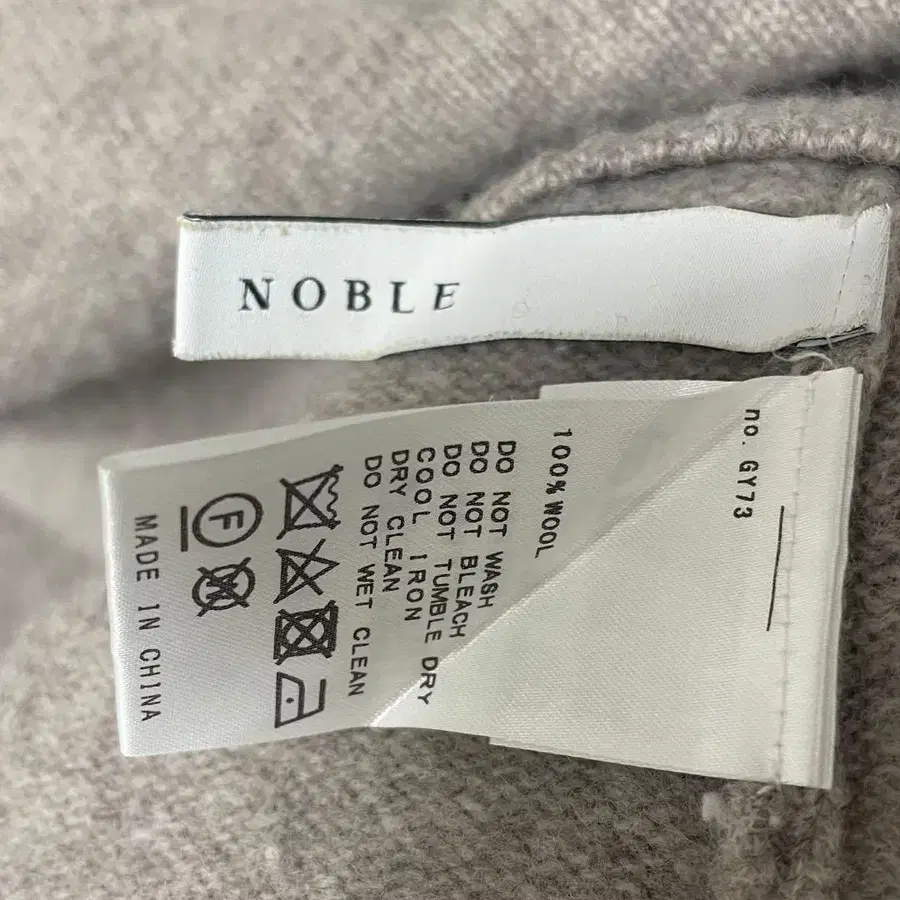 NOBLE
no. GY73
100% WOOL
DO NOT WASH
DO NOT BLEACH
DO NOT TUMBLE DRY
COOL IRON
DRY CLEAN
DO NOT WET CLEAN
F
W
MADE IN CHINA